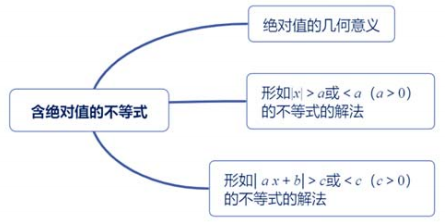 绝对值的几何意义
形如|x| > a或 < a（a > 0）
的不等式的解法
含绝对值的不等式
形如| a x + b| > c或 < c（c > 0）
的不等式的解法